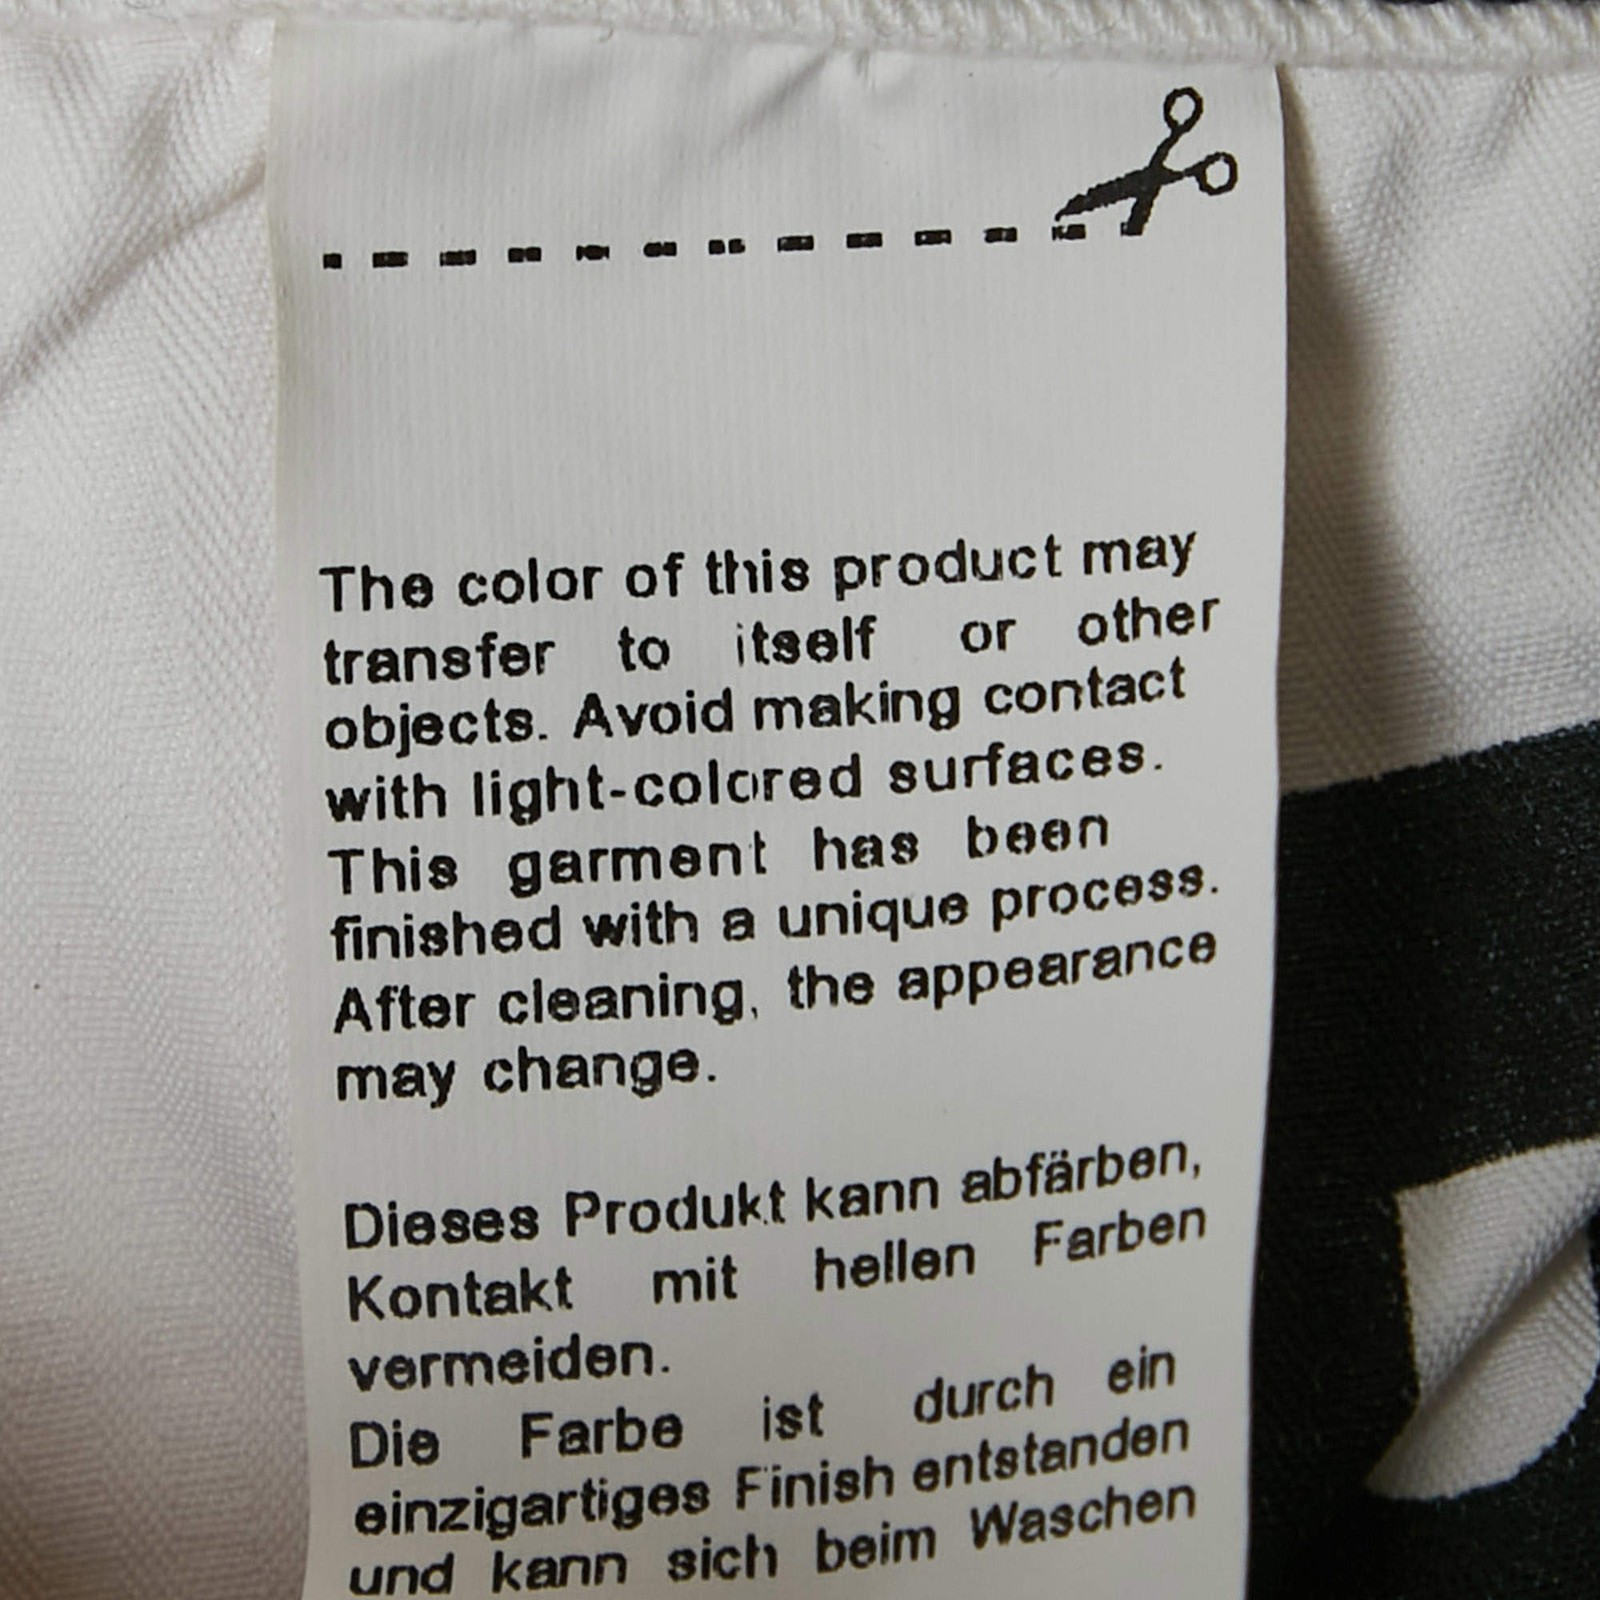 The color of this product may
transfer to itself or other
objects. Avoid making contact
with light-colored surfaces.
This garment has been
finished with a unique process.
After cleaning, the appearance
may change.
Dieses Produkt kann abfärben,
Kontakt mit hellen Farben
vermeiden.
Die Farbe ist durch ein
einzigartiges Finish entstanden
und kann sich beim Waschen